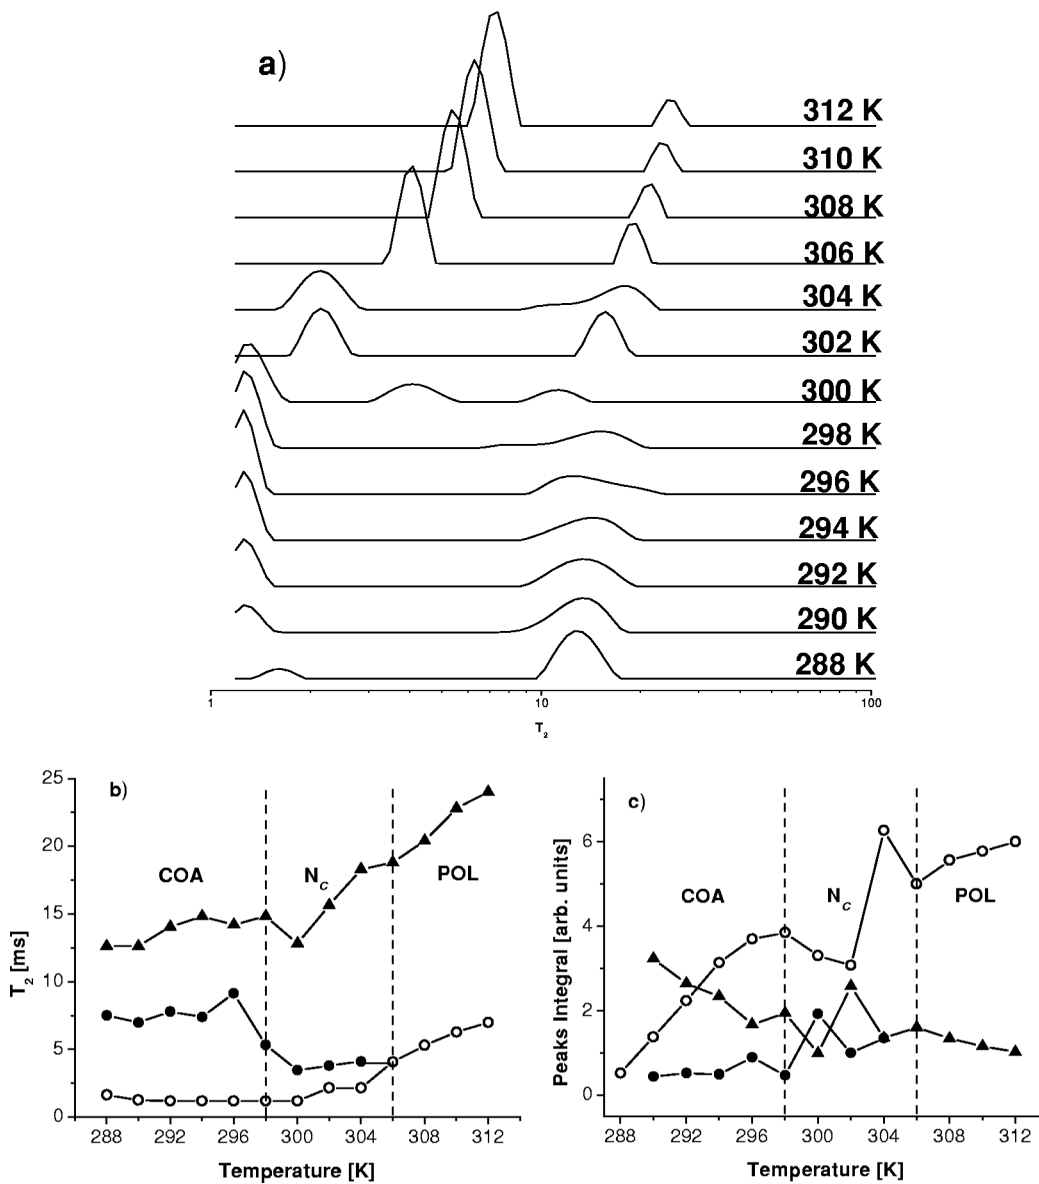 a)
312 K
310 K
308 K
306 K
304 K
302 K
300 K
298 K
296 K
294 K
292 K
290 K
288 K
1 10 100
T2
b)
25
20
15
10
5
0
COA Nc POL
T2 [ms]
288 292 296 300 304 308 312
Temperature [K]
c)
6
4
2
0
COA Nc POL
Peaks Integral [arb. units]
288 292 296 300 304 308 312
Temperature [K]